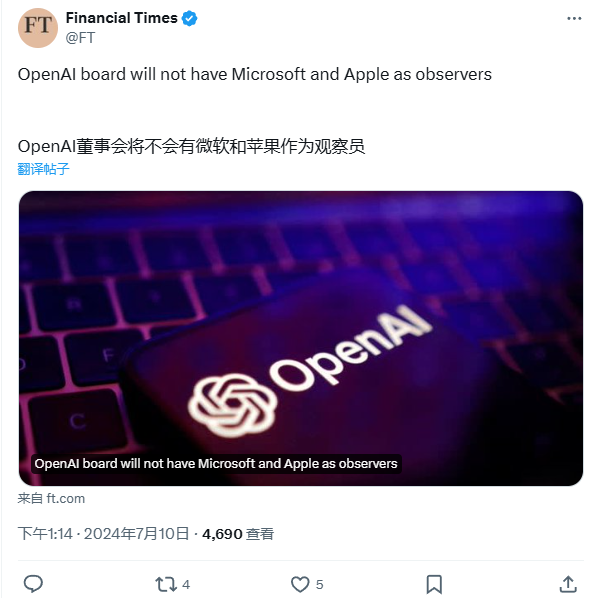 FT
Financial Times
@FT
OpenAI board will not have Microsoft and Apple as observers
OpenAI董事会将不会有微软和苹果作为观察员
翻译帖子
B
F
C
OpenAI
OpenAI board will not have Microsoft and Apple as observers
来自 ft.com
下午1:14 · 2024年7月10日 · 4,690 查看
4
5